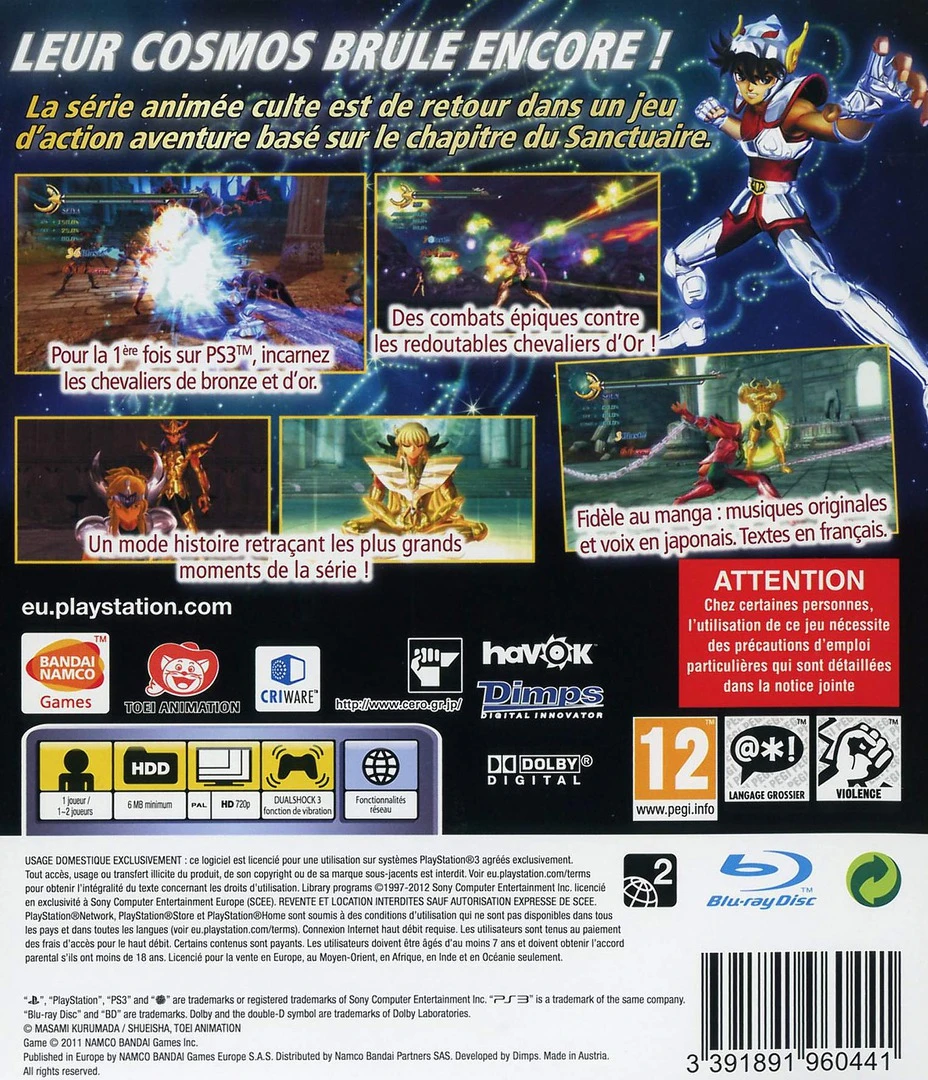 LEUR COSMOS BRULE ENCORE !
La série animée culte est de retour dans un jeu
d'action aventure basé sur le chapitre du Sanctuaire.
Pour la 1ère fois sur PS3™, incarnez
les chevaliers de bronze et d'or.
Des combats épiques contre
les redoutables chevaliers d'Or !
Un mode histoire retraçant les plus grands
moments de la série !
Fidèle au manga : musiques originales
et voix en japonais. Textes en français.
eu.playstation.com
ATTENTION
Chez certaines personnes,
l'utilisation de ce jeu nécessite
des précautions d'emploi
particulières qui sont détaillées
dans la notice jointe
BANDAI
NAMCO
Games
TM
TOEI ANIMATION
CRIWARE™
http://www.cero.gr.jp/
havok
Dimps
DIGITAL INNOVATOR
DOLBY®
DIGITAL
12
www.pegi.info
@*!
LANGAGE GROSSIER
VIOLENCE
HDD
1 joueur /
1~2 joueurs
6 MB minimum
PAL
HD 720p
DUALSHOCK 3
fonction de vibration
Fonctionnalités
réseau
USAGE DOMESTIQUE EXCLUSIVEMENT : ce logiciel est licencié pour une utilisation sur systèmes PlayStation®3 agréés exclusivement.
Tout accès, usage ou transfert illicite du produit, de son copyright ou de sa marque sous-jacents est interdit. Voir eu.playstation.com/terms
pour obtenir l'intégralité du texte concernant les droits d'utilisation. Library programs ©1997-2012 Sony Computer Entertainment Inc. licencié
en exclusivité à Sony Computer Entertainment Europe (SCEE). REVENTE ET LOCATION INTERDITES SAUF AUTORISATION EXPRESSE DE SCEE.
PlayStation®Network, PlayStation®Store et PlayStation®Home sont soumis à des conditions d'utilisation qui ne sont pas disponibles dans tous
les pays et dans toutes les langues (voir eu.playstation.com/terms). Connexion Internet haut débit requise. Les utilisateurs sont tenus au paiement
des frais d'accès pour le haut débit. Certains contenus sont payants. Les utilisateurs doivent être âgés d'au moins 7 ans et doivent obtenir l'accord
parental s'ils ont moins de 18 ans. Licencié pour la vente en Europe, au Moyen-Orient, en Afrique, en Inde et en Océanie seulement.
2
Blu-ray Disc™
"", "PlayStation", "PS3" and "" are trademarks or registered trademarks of Sony Computer Entertainment Inc. "PS3" is a trademark of the same company.
"Blu-ray Disc" and "BD" are trademarks. Dolby and the double-D symbol are trademarks of Dolby Laboratories.
© MASAMI KURUMADA / SHUEISHA, TOEI ANIMATION
Game © 2011 NAMCO BANDAI Games Inc.
Published in Europe by NAMCO BANDAI Games Europe S.A.S. Distributed by Namco Bandai Partners SAS. Developed by Dimps. Made in Austria.
All rights reserved.
3 391891 960441